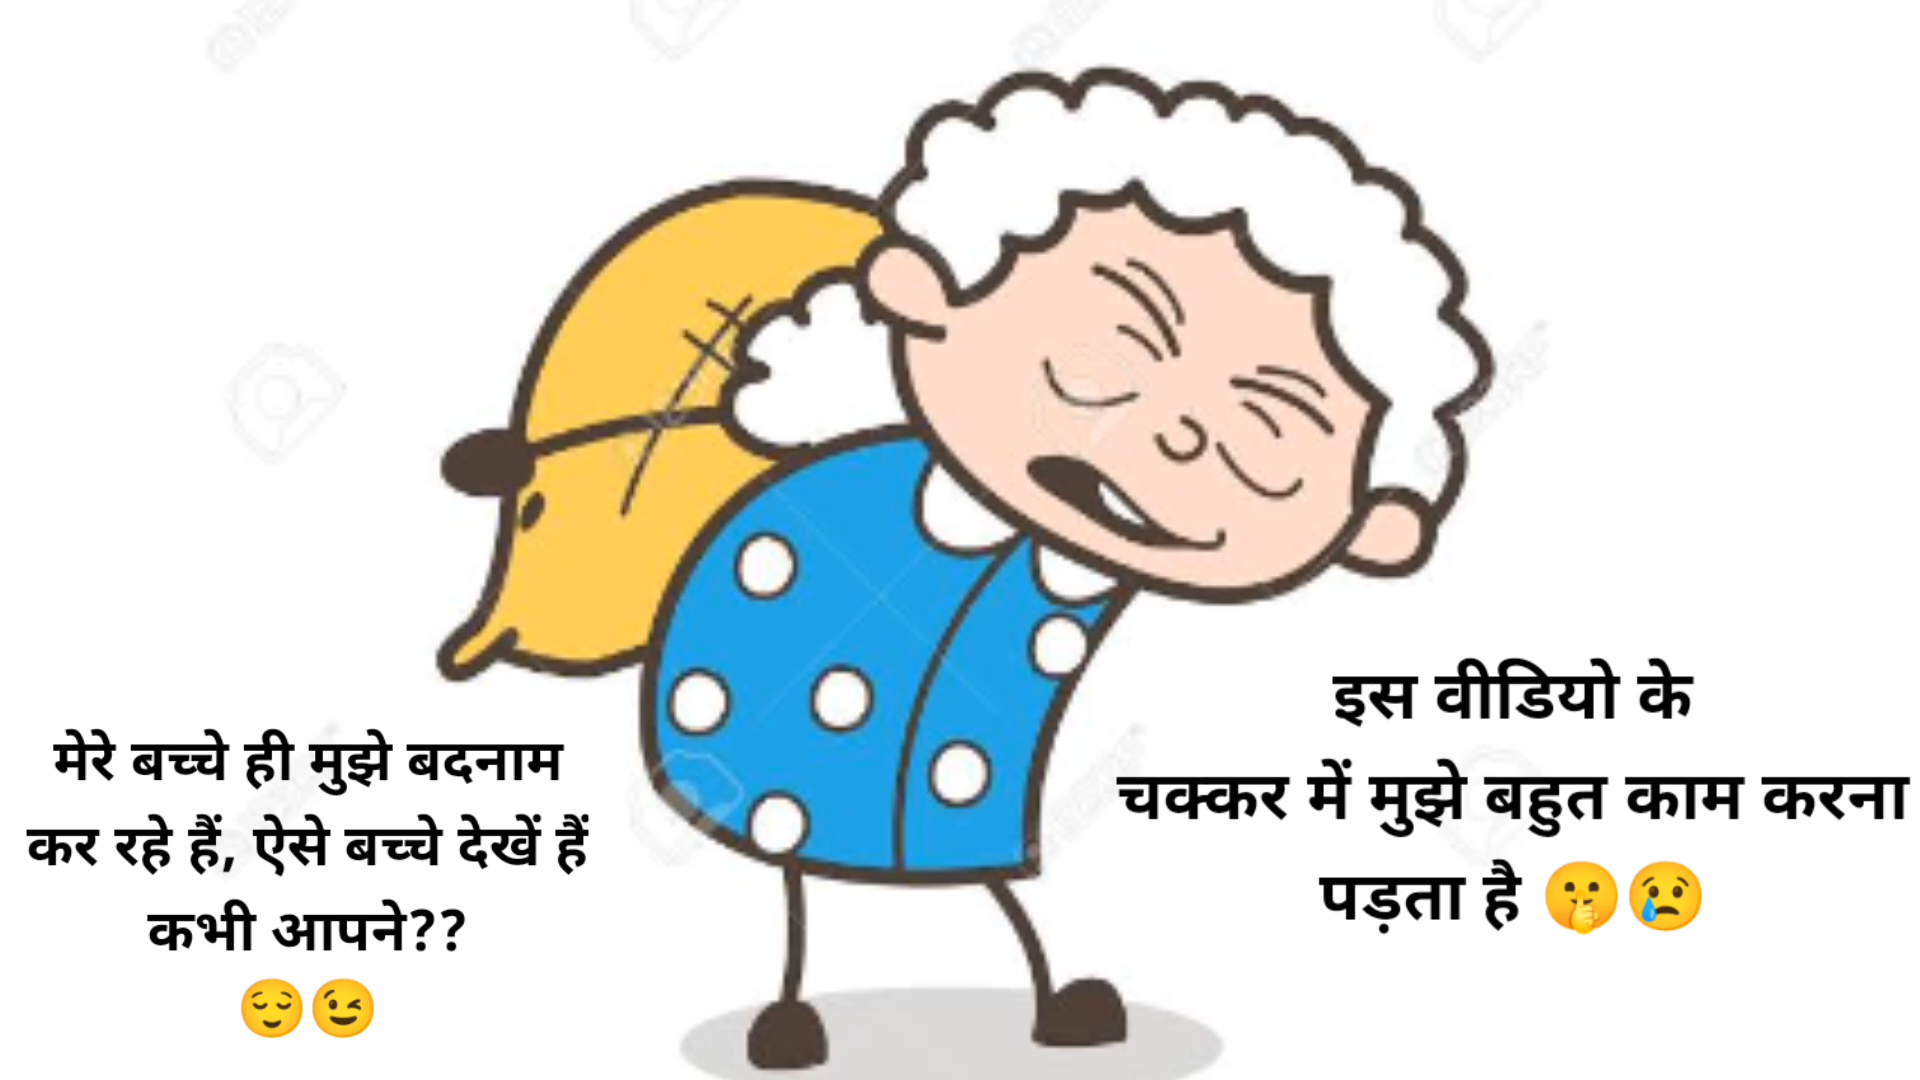 मेरे बच्चे ही मुझे बदनाम
कर रहे हैं, ऐसे बच्चे देखें हैं
कभी आपने??
😌😉
इस वीडियो के
चक्कर में मुझे बहुत काम करना
पड़ता है 🤫😢